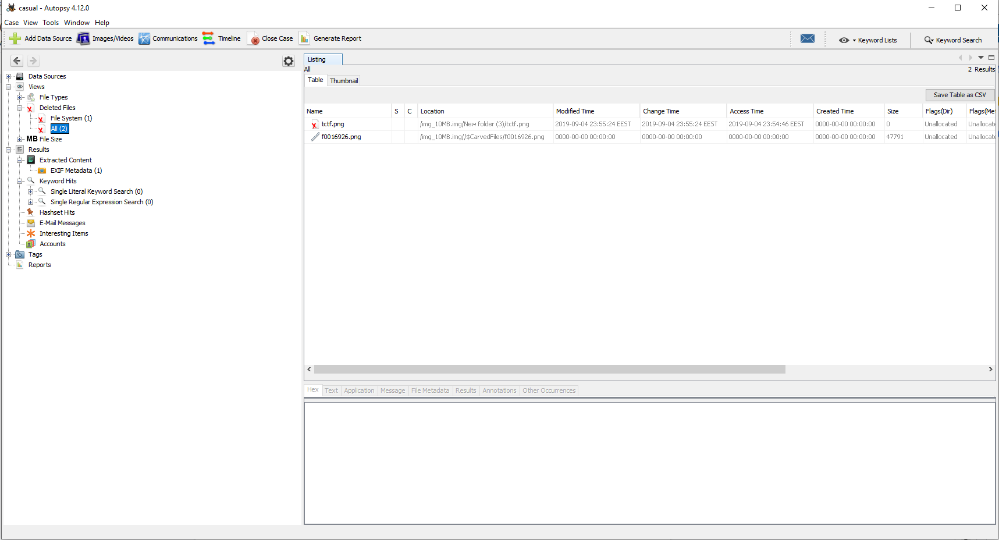 casual - Autopsy 4.12.0
Case View Tools Window Help
Add Data Source Images/Videos Communications Timeline Close Case Generate Report Keyword Lists Keyword Search
Data Sources
Views
File Types
Deleted Files
File System (1)
All (2)
MB File Size
Results
Extracted Content
EXIF Metadata (1)
Keyword Hits
Single Literal Keyword Search (0)
Single Regular Expression Search (0)
Hashset Hits
E-Mail Messages
Interesting Items
Accounts
Tags
Reports
Listing
All 2 Results
Table Thumbnail
Save Table as CSV
Name S C Location Modified Time Change Time Access Time Created Time Size Flags(Dir) Flags(Me
tctf.png /img_10MB.img/New folder (3)/tctf.png 2019-09-04 23:55:24 EEST 2019-09-04 23:55:24 EEST 2019-09-04 23:54:46 EEST 0000-00-00 00:00:00 0 Unallocated Unallocate
f0016926.png /img_10MB.img//$CarvedFiles/f0016926.png 0000-00-00 00:00:00 0000-00-00 00:00:00 0000-00-00 00:00:00 0000-00-00 00:00:00 47791 Unallocated Unallocate
Hex Text Application Message File Metadata Results Annotations Other Occurrences